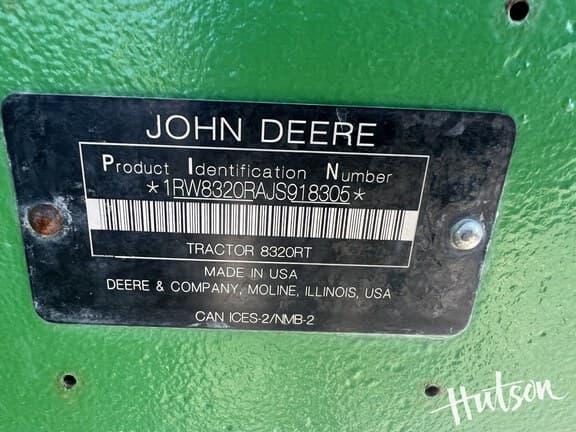 JOHN DEERE
Product Identification Number
*1RW8320RAJS918305*
TRACTOR 8320RT
MADE IN USA
DEERE & COMPANY, MOLINE, ILLINOIS, USA
CAN ICES-2/NMB-2
Hutson